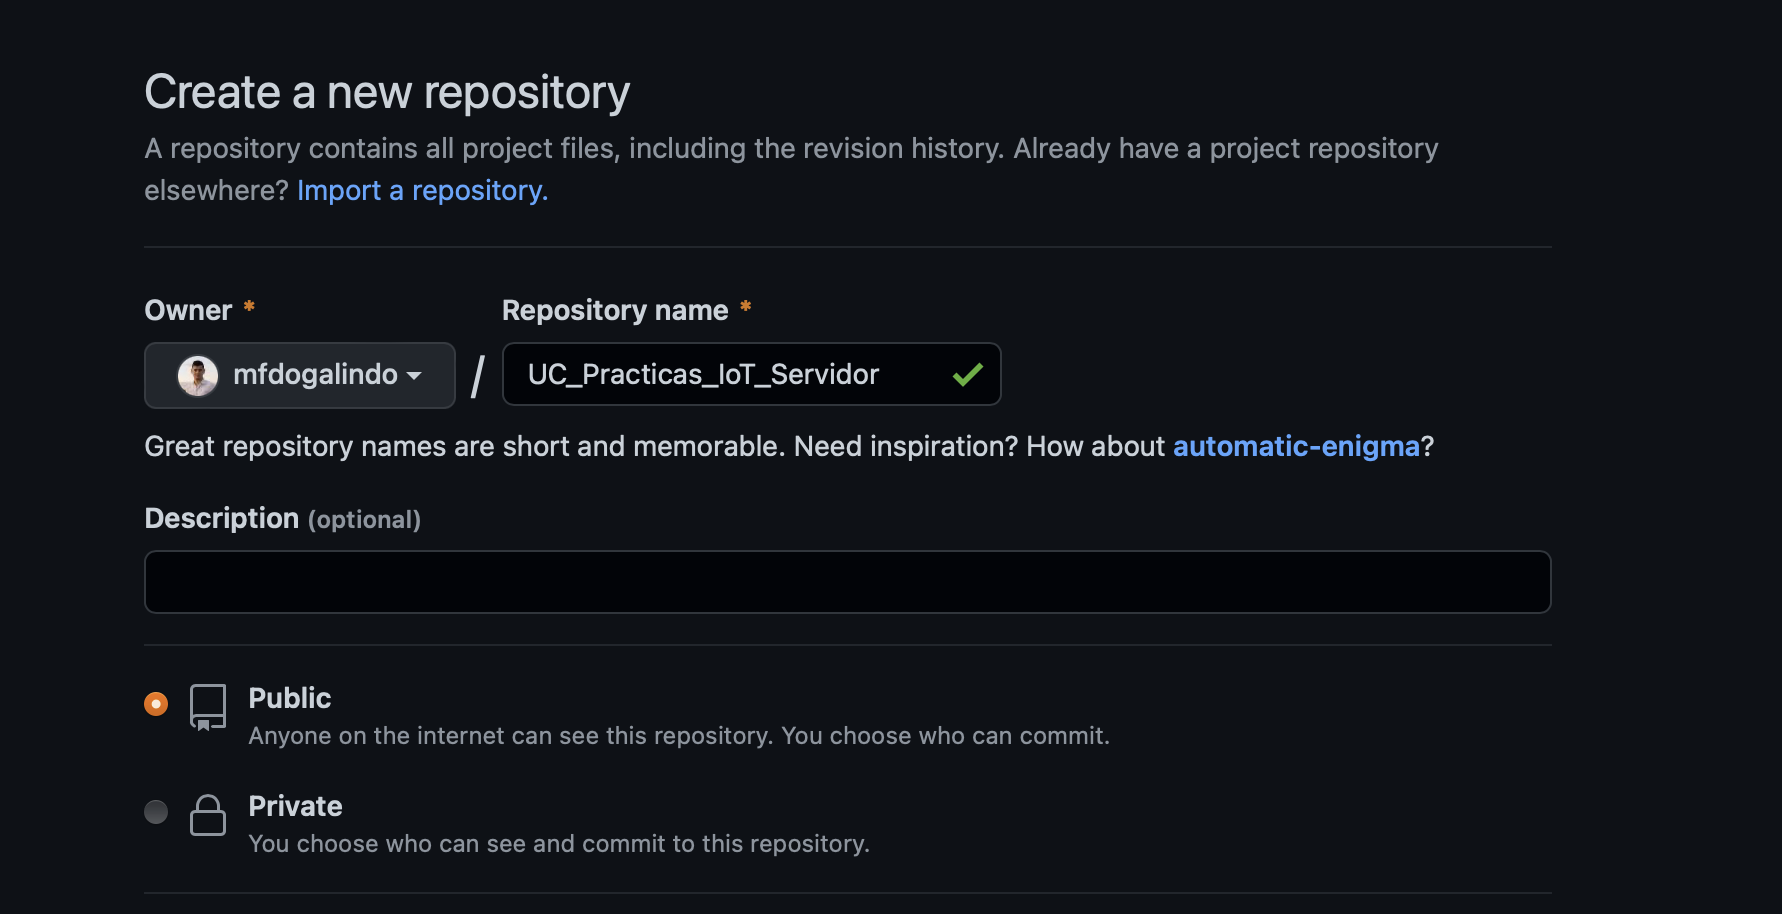 Create a new repository
A repository contains all project files, including the revision history. Already have a project repository
elsewhere? Import a repository.
Owner *
Repository name *
mfdogalindo / UC_Practicas_IoT_Servidor
Great repository names are short and memorable. Need inspiration? How about automatic-enigma?
Description (optional)
Public
Anyone on the internet can see this repository. You choose who can commit.
Private
You choose who can see and commit to this repository.